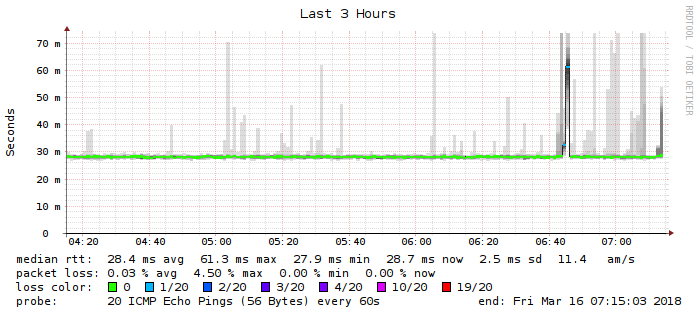 Last 3 Hours
RRDTOOL / TOBI OETIKER
Seconds
70 m
60 m
50 m
40 m
30 m
20 m
10 m
0
04:20 04:40 05:00 05:20 05:40 06:00 06:20 06:40 07:00
median rtt: 28.4 ms avg 61.3 ms max 27.9 ms min 28.7 ms now 2.5 ms sd 11.4 am/s
packet loss: 0.03 % avg 4.50 % max 0.00 % min 0.00 % now
loss color: 0 1/20 2/20 3/20 4/20 10/20 19/20
probe: 20 ICMP Echo Pings (56 Bytes) every 60s end: Fri Mar 16 07:15:03 2018